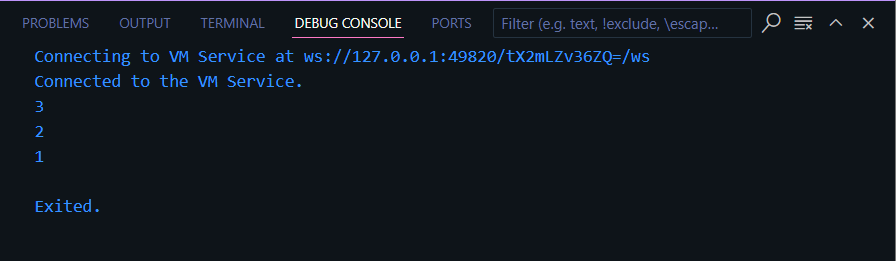 PROBLEMS OUTPUT TERMINAL DEBUG CONSOLE PORTS Filter (e.g. text, !exclude, \escap...
Connecting to VM Service at ws://127.0.0.1:49820/tX2mLZv36ZQ=/ws
Connected to the VM Service.
3
2
1
Exited.